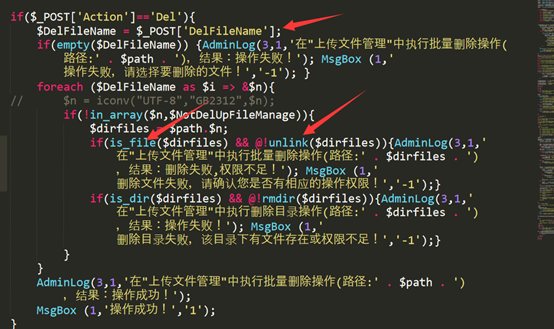 if($_POST['Action']=='Del'){
$DelFileName = $_POST['DelFileName'];
if(empty($DelFileName)) {AdminLog(3,1,'在"上传文件管理"中执行批量删除操作(
路径:' . $path . '), 结果：操作失败！'); MsgBox (1,'
操作失败，请选择要删除的文件！','-1'); }
foreach ($DelFileName as $i => &$n){
// $n = iconv("UTF-8","GB2312",$n);
if(!in_array($n,$NotDelUpFileManage)){
$dirfiles = $path.$n;
if(is_file($dirfiles) && @!unlink($dirfiles)){AdminLog(3,1,'
在"上传文件管理"中执行批量删除操作(路径:' . $dirfiles . ')
，结果：删除失败,权限不足！'); MsgBox (1,'
删除文件失败，请确认您是否有相应的操作权限！','-1');}
if(is_dir($dirfiles) && @!rmdir($dirfiles)){AdminLog(3,1,'
在"上传文件管理"中执行删除目录操作(路径:' . $dirfiles . ')
，结果：操作失败！'); MsgBox (1,'
删除目录失败，该目录下有文件存在或权限不足！','-1');}
}
}
AdminLog(3,1,'在"上传文件管理"中执行批量删除操作(路径:' . $path . ')
，结果：操作成功！');
MsgBox (1,'操作成功！','1');
}